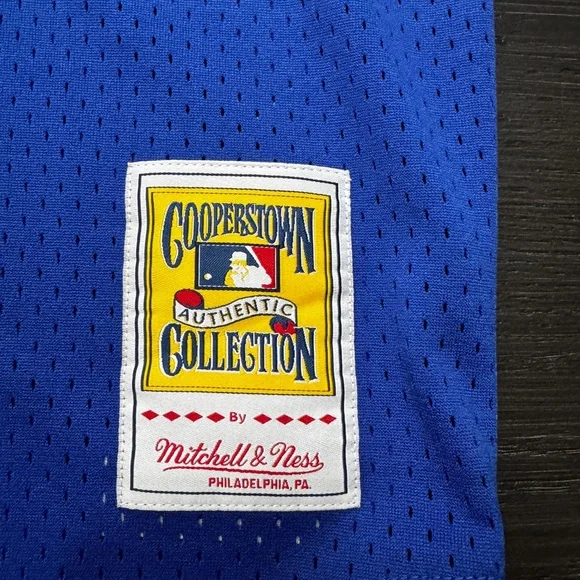 COOPERSTOWN
AUTHENTIC
COLLECTION
By
Mitchell & Ness
PHILADELPHIA, PA.